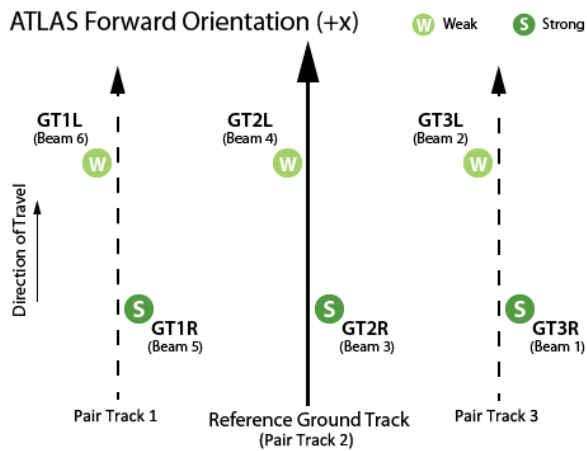 ATLAS Forward Orientation (+x)
W Weak
S Strong
GT1L
(Beam 6)
W
GT2L
(Beam 4)
W
GT3L
(Beam 2)
W
Direction of Travel
S
GT1R
(Beam 5)
S
GT2R
(Beam 3)
S
GT3R
(Beam 1)
Pair Track 1
Reference Ground Track
(Pair Track 2)
Pair Track 3